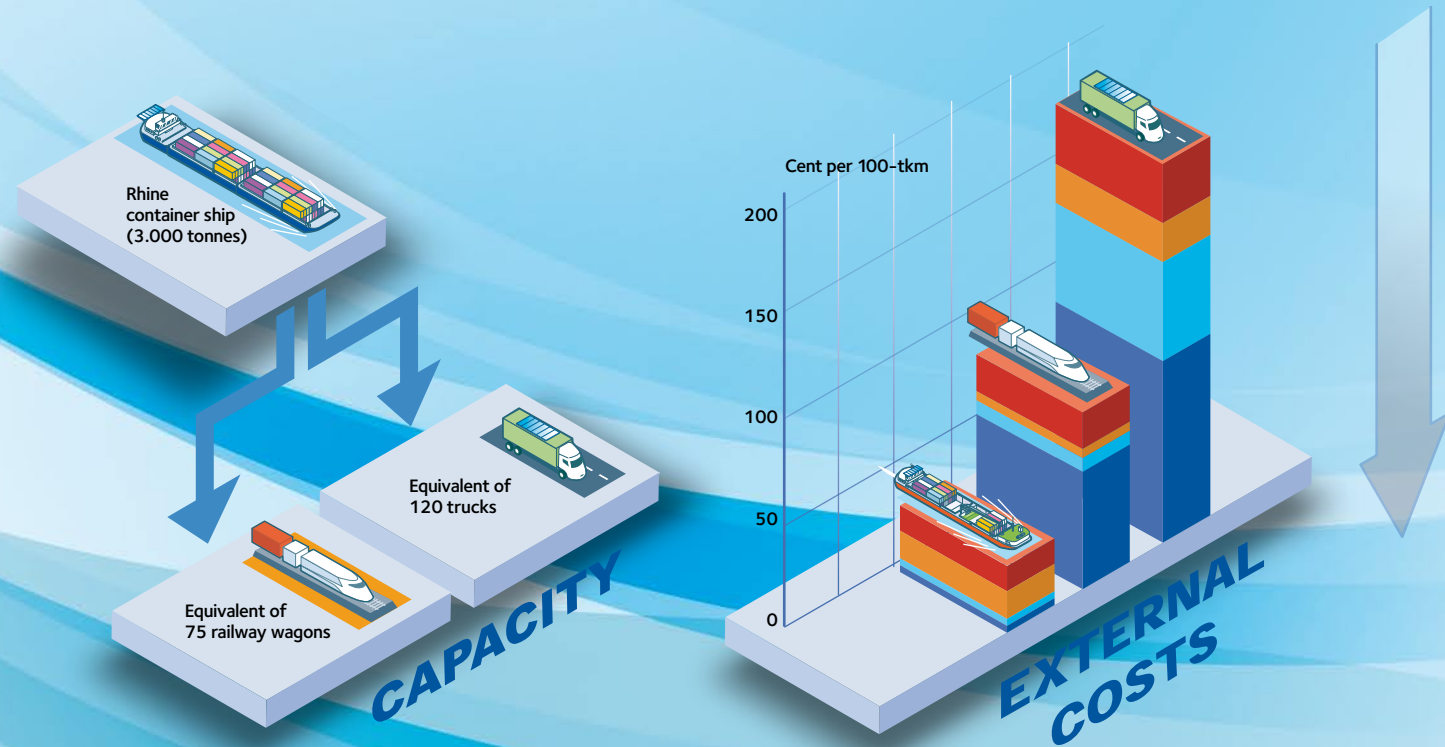 Rhine
container ship
(3.000 tonnes)
Equivalent of
120 trucks
Equivalent of
75 railway wagons
CAPACITY
Cent per 100-tkm
200
150
100
50
0
EXTERNAL
COSTS